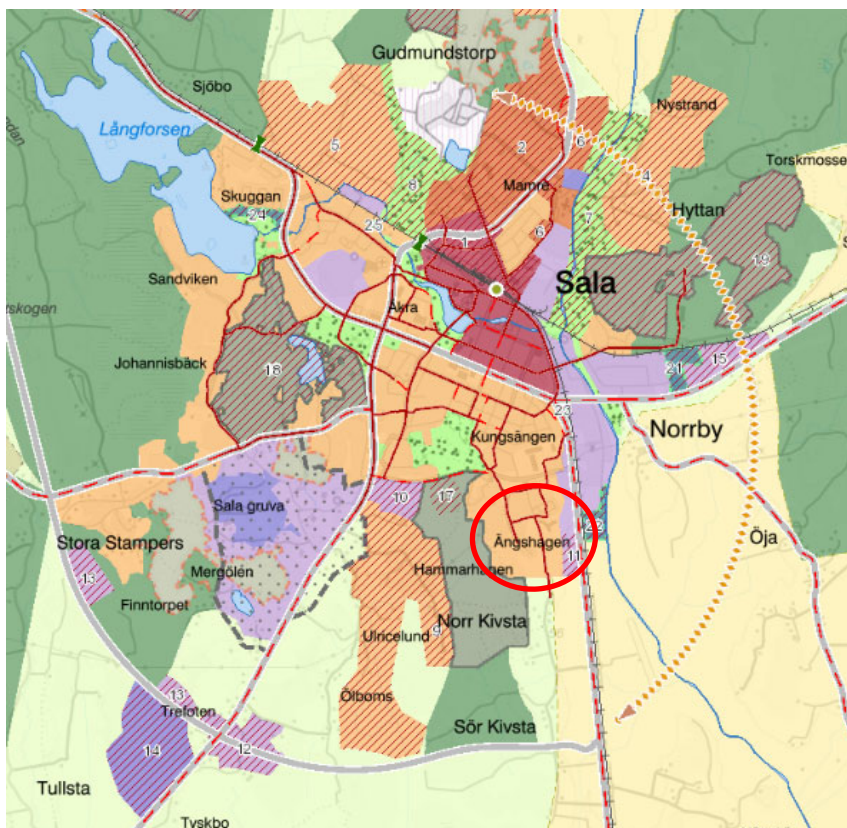 Gudmundstorp
Sjöbo
Nystrand
Långforsen
5
2
6
4
Torskmosse
Mamre
8
7
Skuggan
24
25
Hyttan
1
6
19
Sandviken
Sala
Åkra
Johannisbäck
18
21
15
23
Kungsängen
Norrby
Sala gruva
10
17
Stora Stampers
Ängshagen
22
Öja
11
Mergölen
Hammarhagen
13
Finntorpet
Norr Kivsta
9
Ulricelund
13
Trefoten
Ölboms
Sör Kivsta
14
12
Tullsta
Tyskbo